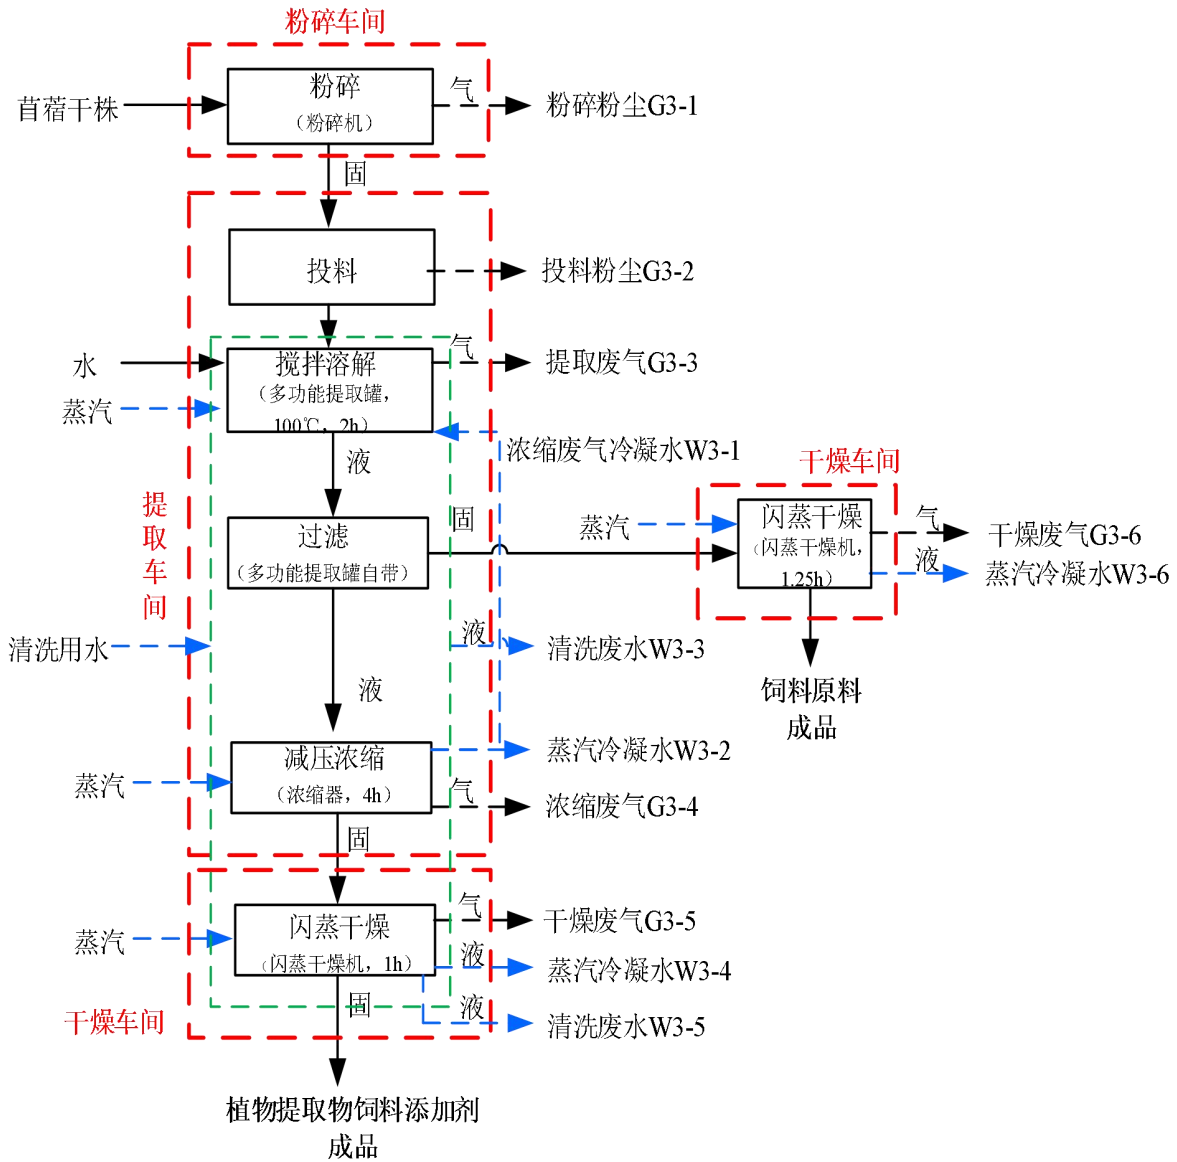 粉碎车间
粉碎
(粉碎机)
气
苜蓿干株
粉碎粉尘G3-1
固
投料
投料粉尘G3-2
水
搅拌溶解
(多功能提取罐,
100℃, 2h)
气
提取废气G3-3
蒸汽
液
浓缩废气冷凝水W3-1
提取车间
过滤
(多功能提取罐自带)
固
干燥车间
蒸汽
闪蒸干燥
(闪蒸干燥机,
1.25h)
气
干燥废气G3-6
液
蒸汽冷凝水W3-6
清洗用水
液
清洗废水W3-3
液
饲料原料
成品
减压浓缩
(浓缩器, 4h)
蒸汽
蒸汽冷凝水W3-2
气
浓缩废气G3-4
固
闪蒸干燥
(闪蒸干燥机, 1h)
蒸汽
气
干燥废气G3-5
液
蒸汽冷凝水W3-4
固
液
清洗废水W3-5
干燥车间
植物提取物饲料添加剂
成品